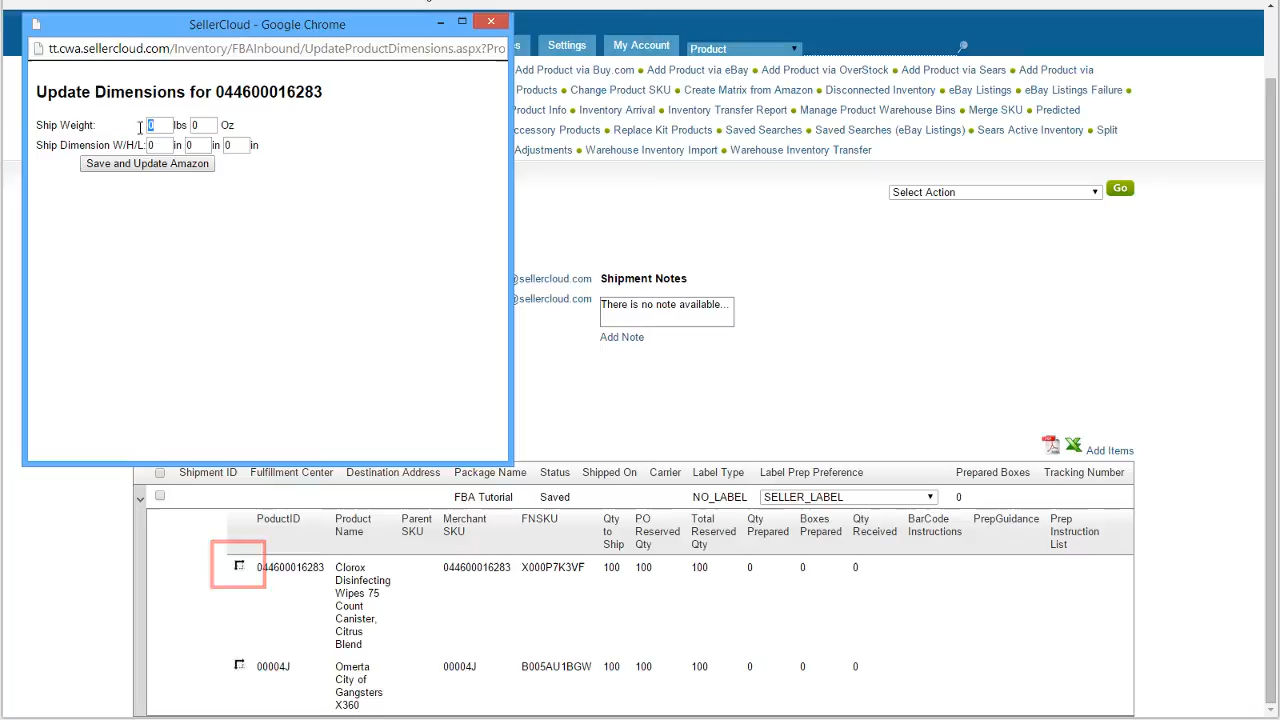 SellerCloud - Google Chrome
tt.cwa.sellercloud.com/Inventory/FBAInbound/UpdateProductDimensions.aspx?Pro
Update Dimensions for 044600016283
Ship Weight: 0 lbs 0 Oz
Ship Dimension W/H/L: 0 in 0 in 0 in
Save and Update Amazon
Settings My Account Product
Add Product via Buy.com Add Product via eBay Add Product via OverStock Add Product via Sears Add Product via
Products Change Product SKU Create Matrix from Amazon Disconnected Inventory eBay Listings eBay Listings Failure
Product Info Inventory Arrival Inventory Transfer Report Manage Product Warehouse Bins Merge SKU Predicted
ccessory Products Replace Kit Products Saved Searches Saved Searches (eBay Listings) Sears Active Inventory Split
Adjustments Warehouse Inventory Import Warehouse Inventory Transfer
Select Action Go
@sellercloud.com
@sellercloud.com
Shipment Notes
There is no note available...
Add Note
Add Items
Shipment ID Fulfillment Center Destination Address Package Name Status Shipped On Carrier Label Type Label Prep Preference Prepared Boxes Tracking Number
FBA Tutorial Saved NO_LABEL SELLER_LABEL 0
PoductID Product Name Parent SKU Merchant SKU FNSKU Qty to Ship PO Reserved Qty Total Reserved Qty Qty Prepared Boxes Prepared Qty Received BarCode Instructions PrepGuidance Prep Instruction List
044600016283 Clorox 044600016283 X000P7K3VF 100 100 100 0 0 0
Disinfecting
Wipes 75
Count
Canister,
Citrus
Blend
00004J Omerta 00004J B005AU1BGW 100 100 100 0 0 0
City of
Gangsters
X360